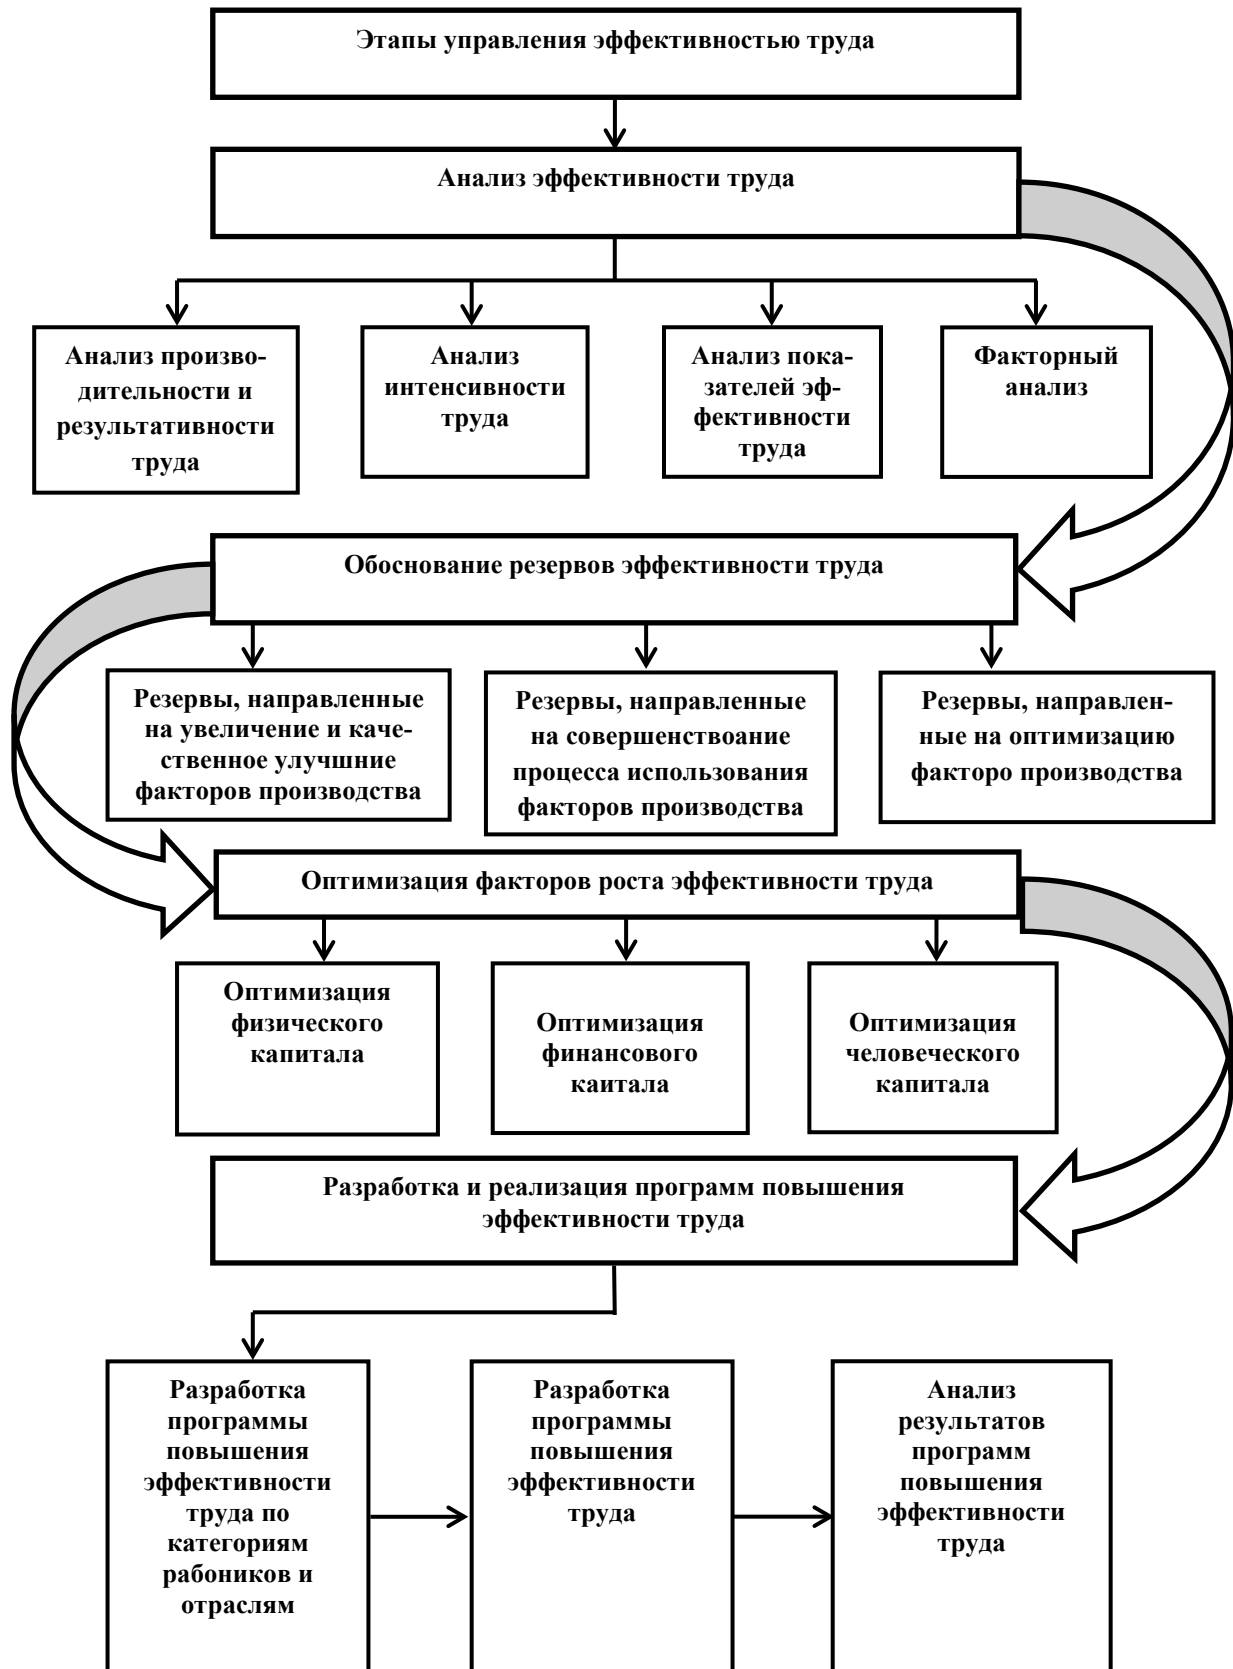 Этапы управления эффективностью труда
Анализ эффективности труда
Анализ произво-
дительности и
результативности
труда
Анализ
интенсивности
труда
Анализ пока-
зателей эф-
фективности
труда
Факторный
анализ
Обоснование резервов эффективности труда
Резервы, направленные
на увеличение и каче-
ственное улучшние
факторов производства
Резервы, направленные
на совершенствоание
процесса использования
факторов производства
Резервы, направлен-
ные на оптимизацию
факторо производства
Оптимизация факторов роста эффективности труда
Оптимизация
физического
капитала
Оптимизация
финансового
каитала
Оптимизация
человеческого
капитала
Разработка и реализация программ повышения
эффективности труда
Разработка
программы
повышения
эффективности
труда по
категориям
рабоников и
отраслям
Разработка
программы
повышения
эффективности
труда
Анализ
результатов
программ
повышения
эффективности
труда